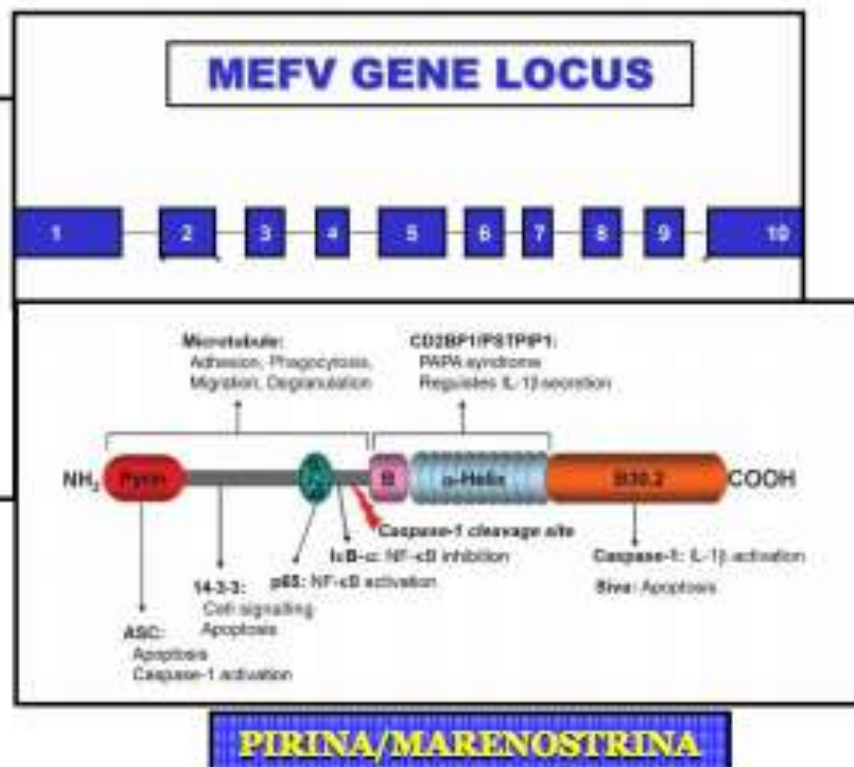 MEFV GENE LOCUS
1 2 3 4 5 6 7 8 9 10
Microtubule:
Adhesion, Phagocytosis,
Migration, Degranulation
CD2BP1/PSTPIP1:
PAPA syndrome
Regulates IL-1β secretion
NH2 Pyrin B α-Helix B30.2 COOH
Caspase-1 cleavage site
IκB-α: NF-κB inhibition
p65: NF-κB activation
14-3-3:
Cell signalling
Apoptosis
ASC:
Apoptosis
Caspase-1 activation
Caspase-1: IL-1β activation
Siva: Apoptosis
PIRINA/MARENOSTRINA